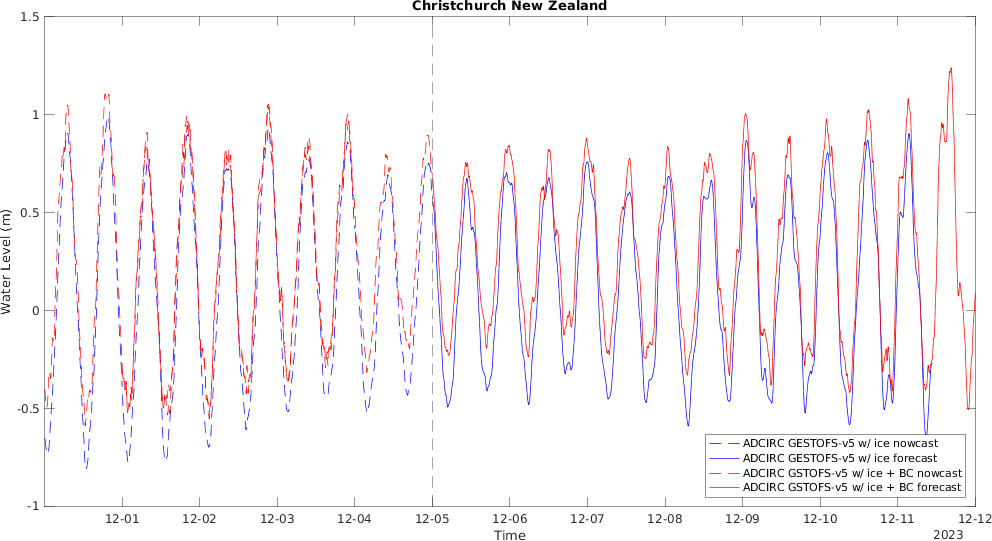 Christchurch New Zealand
1.5
1
0.5
0
-0.5
-1
Water Level (m)
12-01
12-02
12-03
12-04
12-05
12-06
12-07
12-08
12-09
12-10
12-11
12-12
Time
2023
ADCIRC GESTOFS-v5 w/ ice nowcast
ADCIRC GESTOFS-v5 w/ ice forecast
ADCIRC GSTOFS-v5 w/ ice + BC nowcast
ADCIRC GSTOFS-v5 w/ ice + BC forecast